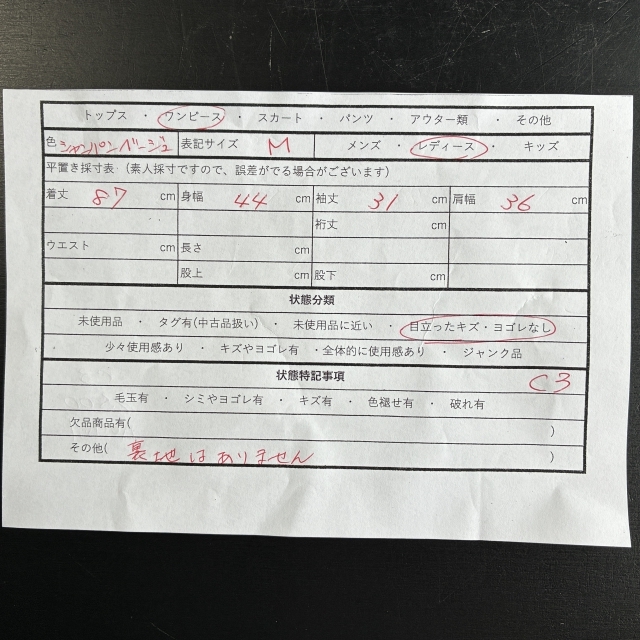 トップス ・ ワンピース ・ スカート ・ パンツ ・ アウター類 ・ その他
色 シャンパンベージュ 表記サイズ M メンズ ・ レディース ・ キッズ
平置き採寸表（素人採寸ですので、誤差がでる場合がございます）
着丈 87 cm 身幅 44 cm 袖丈 31 cm 肩幅 36 cm
裄丈 cm
ウエスト cm 長さ cm
股上 cm 股下 cm
状態分類
未使用品 ・ タグ有(中古品扱い) ・ 未使用品に近い ・ 目立ったキズ・ヨゴレなし
少々使用感あり ・ キズやヨゴレ有 ・全体的に使用感あり ・ ジャンク品
状態特記事項 C3
毛玉有 ・ シミやヨゴレ有 ・ キズ有 ・ 色褪せ有 ・ 破れ有
欠品商品有( )
その他( 裏地はありません )